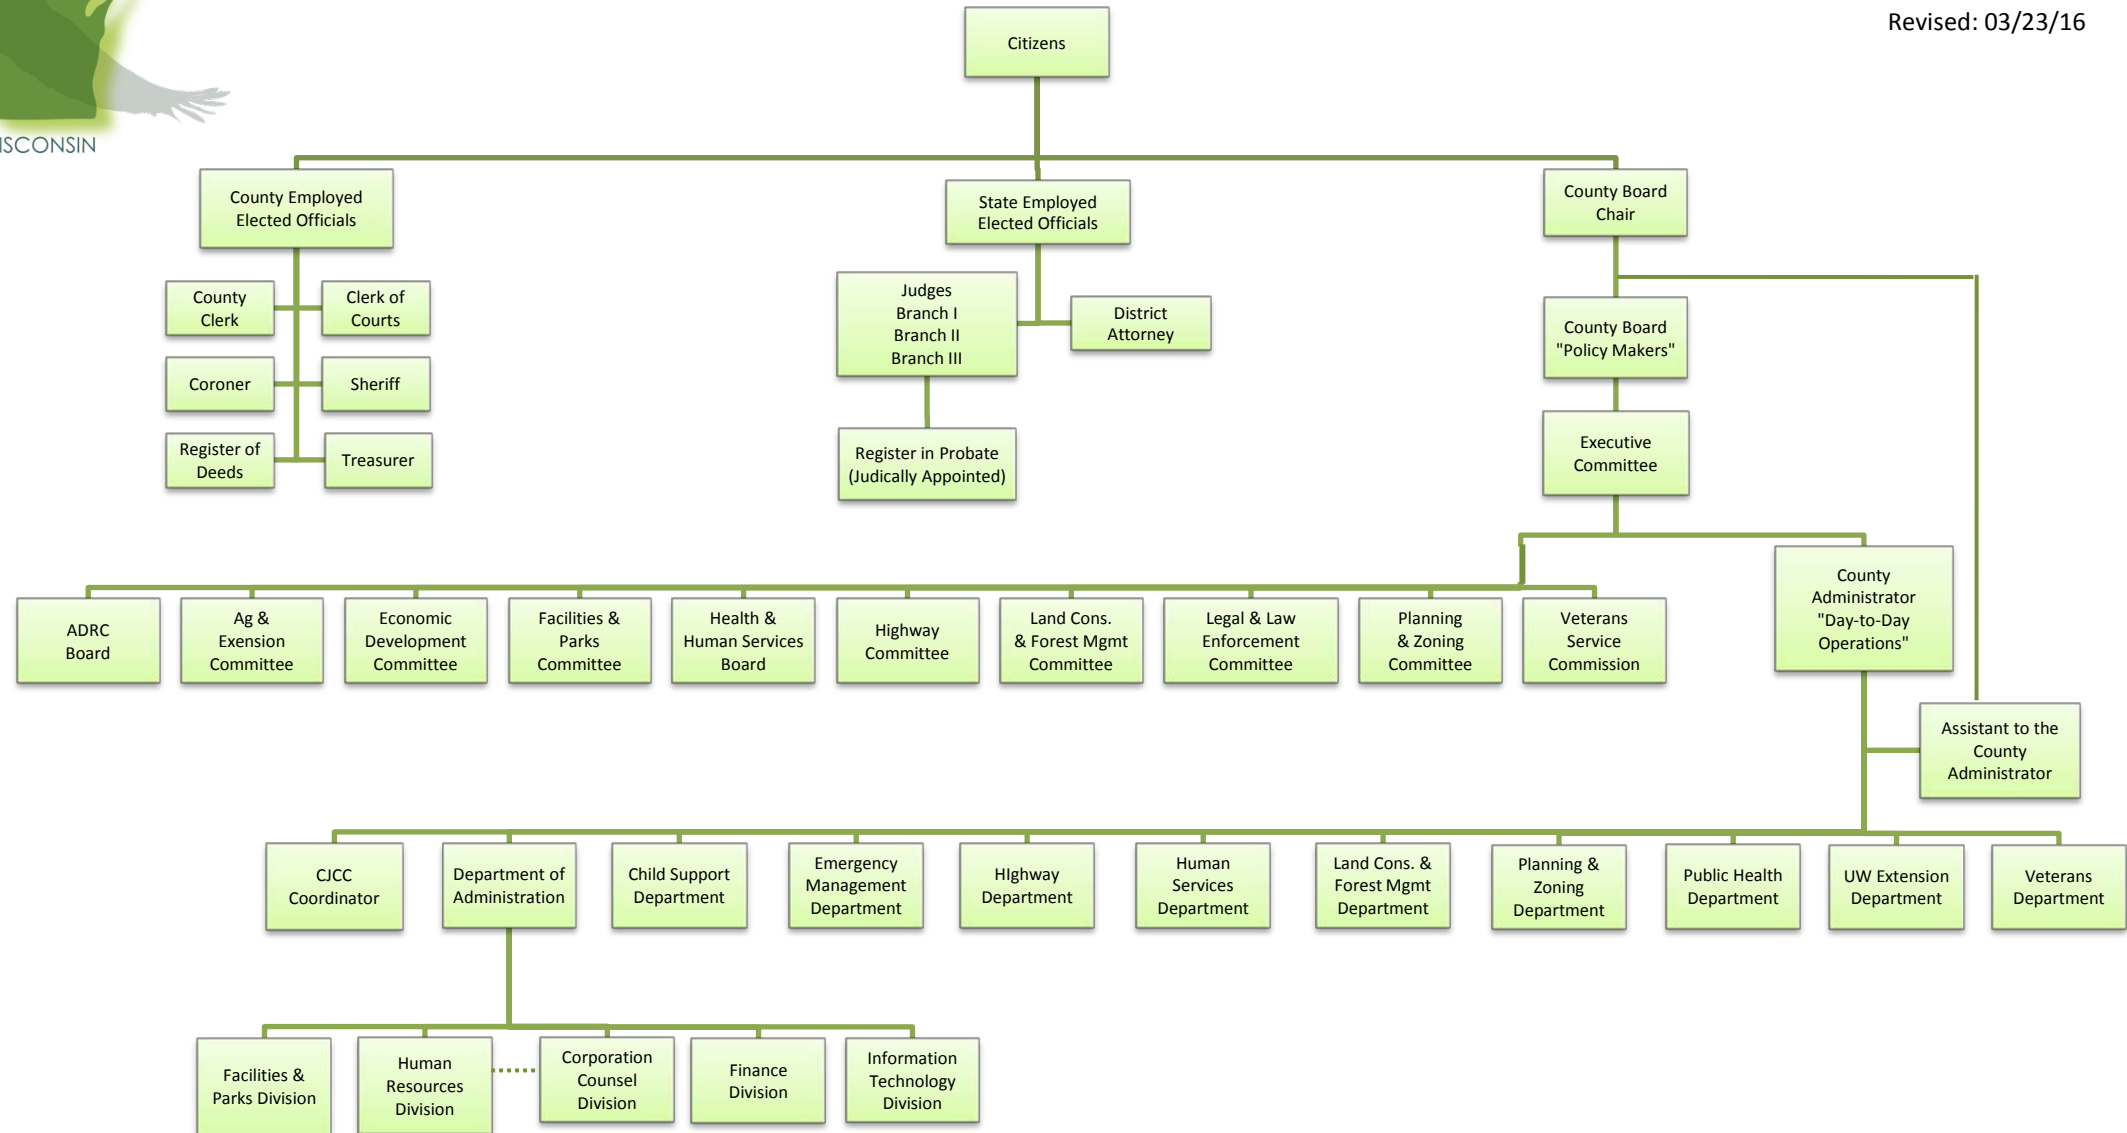 Revised: 03/23/16
ISCONSIN
Citizens
County Employed
Elected Officials
State Employed
Elected Officials
County Board
Chair
County
Clerk
Clerk of
Courts
Coroner
Sheriff
Register of
Deeds
Treasurer
Judges
Branch I
Branch II
Branch III
District
Attorney
Register in Probate
(Judically Appointed)
County Board
"Policy Makers"
Executive
Committee
ADRC
Board
Ag &
Exension
Committee
Economic
Development
Committee
Facilities &
Parks
Committee
Health &
Human Services
Board
Highway
Committee
Land Cons.
& Forest Mgmt
Committee
Legal & Law
Enforcement
Committee
Planning
& Zoning
Committee
Veterans
Service
Commission
County
Administrator
"Day-to-Day
Operations"
Assistant to the
County
Administrator
CJCC
Coordinator
Department of
Administration
Child Support
Department
Emergency
Management
Department
HIghway
Department
Human
Services
Department
Land Cons. &
Forest Mgmt
Department
Planning &
Zoning
Department
Public Health
Department
UW Extension
Department
Veterans
Department
Facilities &
Parks Division
Human
Resources
Division
Corporation
Counsel
Division
Finance
Division
Information
Technology
Division